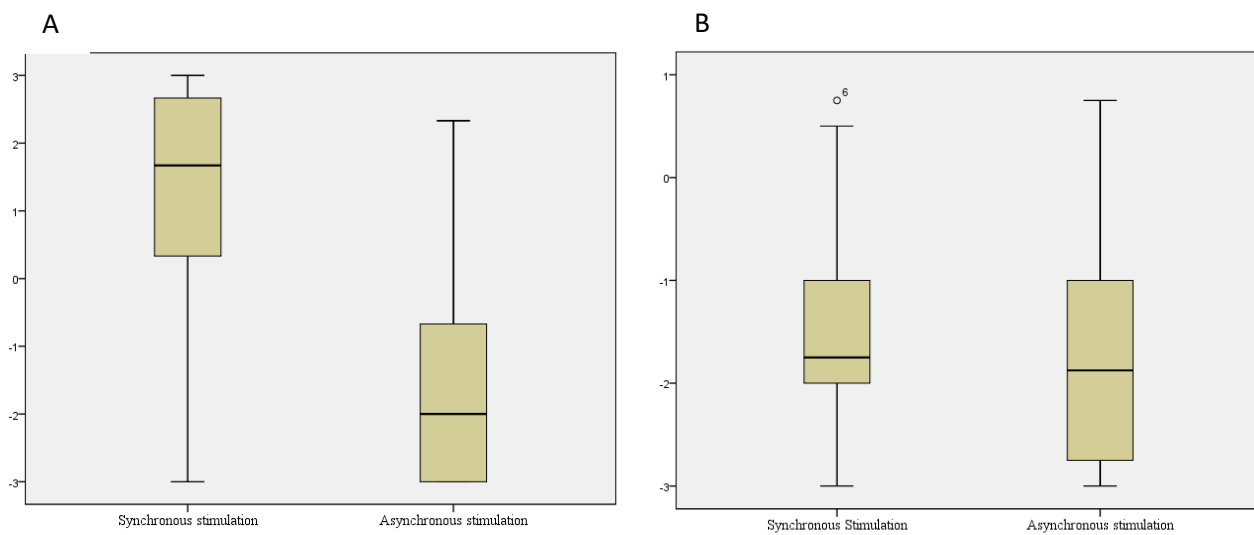 A
3
2
1
0
-1
-2
-3
Synchronous stimulation
Asynchronous stimulation
B
1
0
-1
-2
-3
6
Synchronous Stimulation
Asynchronous stimulation